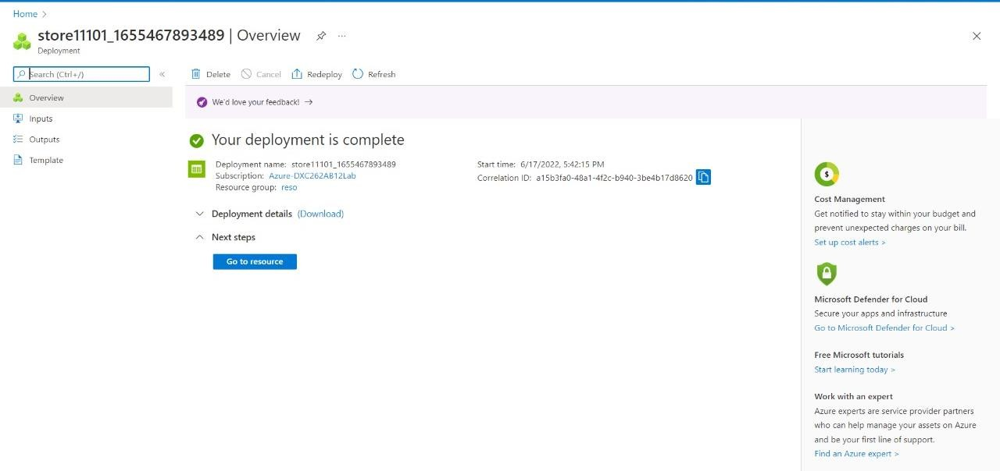 Home >
store11101_1655467893489 | Overview
Deployment
Search (Ctrl+/)
«
Delete Cancel Redeploy Refresh
Overview
Inputs
Outputs
Template
We'd love your feedback! →
Your deployment is complete
Deployment name: store11101_1655467893489
Subscription: Azure-DXC262AB12Lab
Resource group: reso
Start time: 6/17/2022, 5:42:15 PM
Correlation ID: a15b3fa0-48a1-4f2c-b940-3be4b17d8620
Deployment details (Download)
Next steps
Go to resource
Cost Management
Get notified to stay within your budget and
prevent unexpected charges on your bill.
Set up cost alerts >
Microsoft Defender for Cloud
Secure your apps and infrastructure
Go to Microsoft Defender for Cloud >
Free Microsoft tutorials
Start learning today >
Work with an expert
Azure experts are service provider partners
who can help manage your assets on Azure
and be your first line of support.
Find an Azure expert >